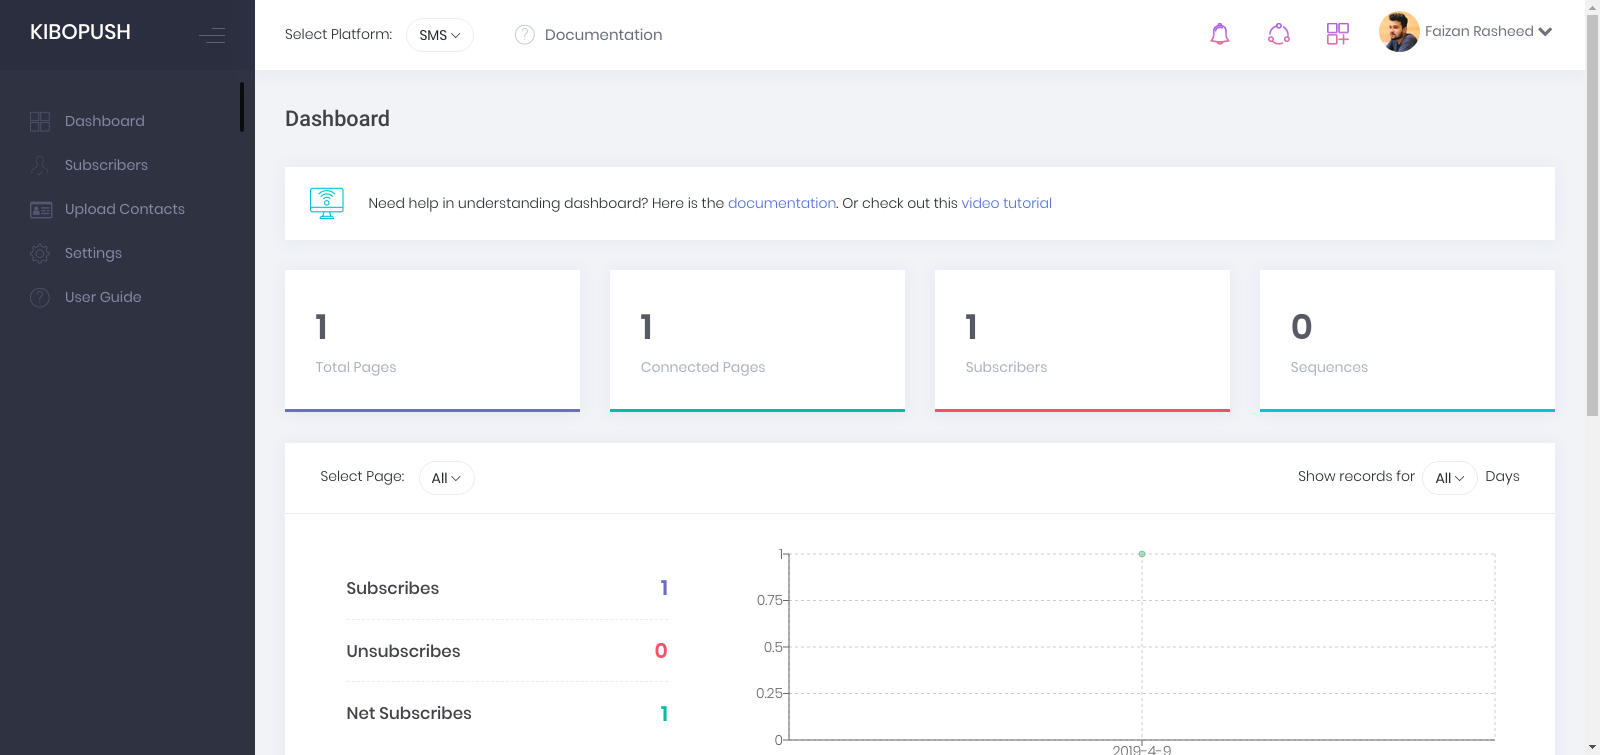 KIBOPUSH
Select Platform: SMS
? Documentation
Faizan Rasheed
Dashboard
Subscribers
Upload Contacts
Settings
? User Guide
Dashboard
Need help in understanding dashboard? Here is the documentation. Or check out this video tutorial
1
Total Pages
1
Connected Pages
1
Subscribers
0
Sequences
Select Page: All
Show records for All Days
Subscribes 1
Unsubscribes 0
Net Subscribes 1
1
0.75
0.5
0.25
0
2019-4-9